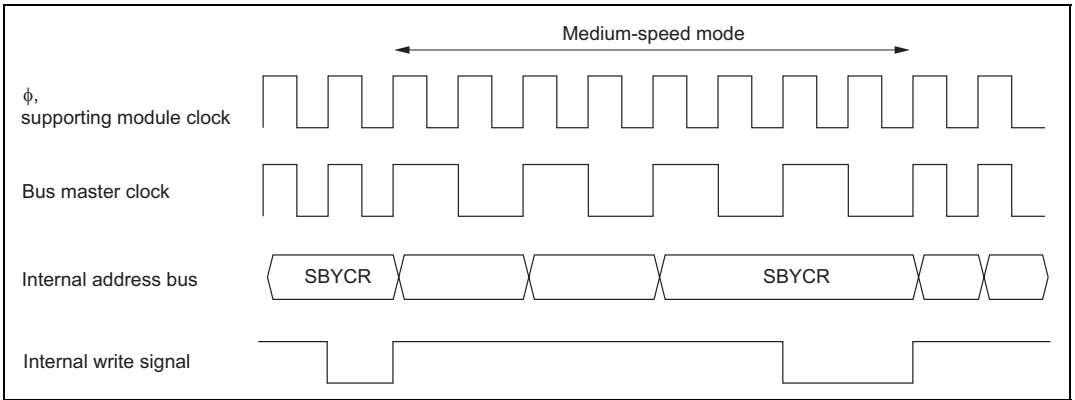 Medium-speed mode
ϕ,
supporting module clock
Bus master clock
Internal address bus
SBYCR
SBYCR
Internal write signal